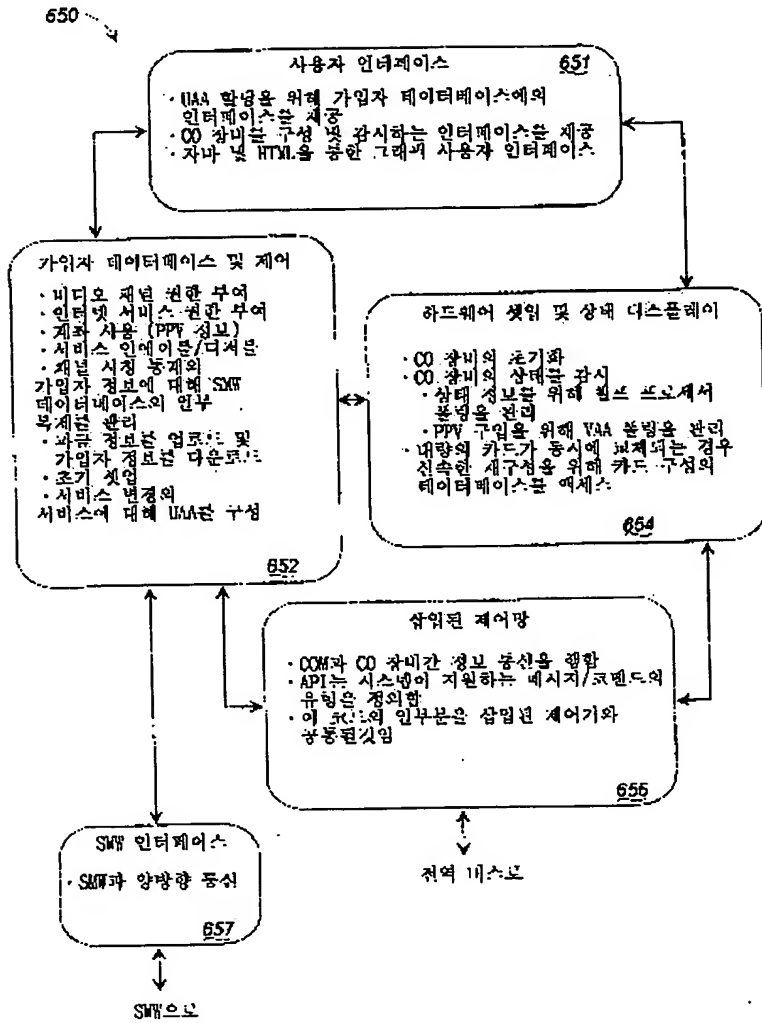 650
사용자 인터페이스 651
· UAA 할당을 위해 가입자 데이터베이스에의
인터페이스를 제공
· CO 장비를 구성 및 감시하는 인터페이스를 제공
· 자바 및 HTML을 통한 그래픽 사용자 인터페이스
가입자 데이터베이스 및 제어
· 비디오 채널 권한 부여
· 인터넷 서비스 권한 부여
· 계좌 사용 (PPV 정보)
· 서비스 인에이블/디저블
· 채널 시청 통제의
가입자 정보에 대해 SMW
데이터베이스의 일부
복제를 관리
· 과금 정보를 업로드 및
가입자 정보를 다운로드
· 초기 셋업
· 서비스 변경의
서비스에 대해 UAA를 구성
652
하드웨어 셋업 및 상태 디스플레이
· CO 장비의 초기화
· CO 장비의 상태를 감시
· 상태 정보를 위해 헬프 프로세서
폴링을 관리
· PPV 구입을 위해 VAA 폴링을 관리
· 대량의 카드가 동시에 교체되는 경우
신속한 재구성을 위해 카드 구성의
데이터베이스를 액세스
654
삽입된 제어망
· COM과 CO 장비간 정보 통신을 행함
· API는 시스템이 지원하는 메시지/코맨드의
유형을 정의함
· 이 코드의 일부분을 삽입된 제어기와
공통된것임
656
SMW 인터페이스
· SMW과 양방향 통신
657
전역 버스로
SMW으로